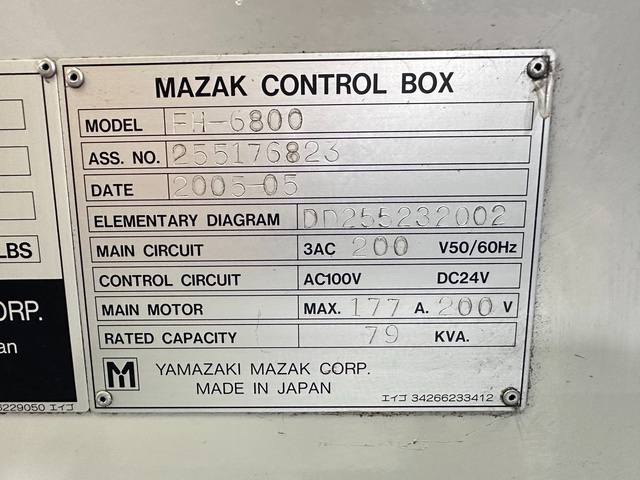 MAZAK CONTROL BOX
MODEL FH-6800
ASS. NO. 255176823
DATE 2005-05
ELEMENTARY DIAGRAM DD255232002
MAIN CIRCUIT 3AC 200 V50/60Hz
CONTROL CIRCUIT AC100V DC24V
MAIN MOTOR MAX. 177 A. 200 V
RATED CAPACITY 79 KVA.
M YAMAZAKI MAZAK CORP.
MADE IN JAPAN
エイゴ 34266233412
LBS
ORP.
an
6229050 エイゴ